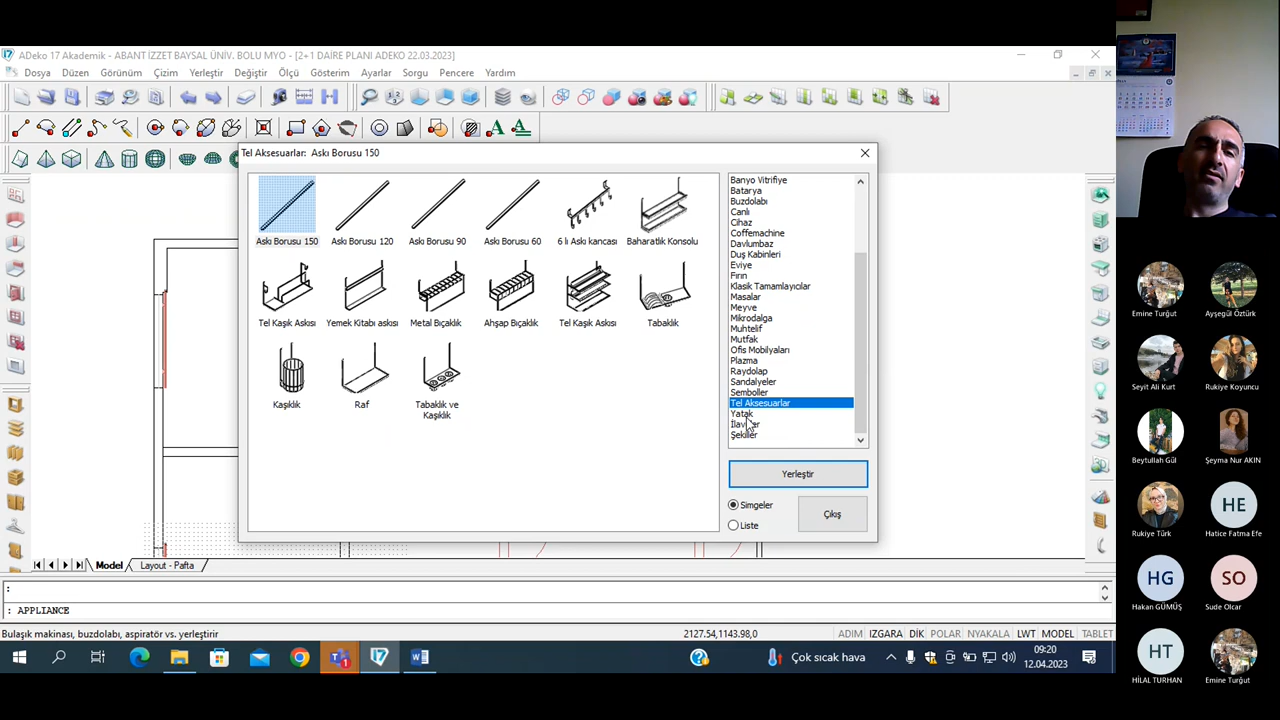 ADeko 17 Akademik - ABANT İZZET BAYSAL ÜNİV. BOLU MYO - [2+1 DAİRE PLANI ADEKO 22.03.2023]
Dosya Düzen Görünüm Çizim Yerleştir Değiştir Ölçü Gösterim Ayarlar Sorgu Pencere Yardım
Tel Aksesuarlar: Askı Borusu 150
Askı Borusu 150
Askı Borusu 120
Askı Borusu 90
Askı Borusu 60
6 lı Askı kancası
Baharatlık Konsolu
Tel Kaşık Askısı
Yemek Kitabı askısı
Metal Bıçaklık
Ahşap Bıçaklık
Tel Kaşık Askısı
Tabaklık
Kaşıklık
Raf
Tabaklık ve
Kaşıklık
Banyo Vitrifiye
Batarya
Buzdolabı
Canlı
Cihaz
Coffemachine
Davlumbaz
Duş Kabinleri
Eviye
Fırın
Klasik Tamamlayıcılar
Masalar
Meyve
Mikrodalga
Muhtelif
Mutfak
Ofis Mobilyaları
Plazma
Raydolap
Sandalyeler
Semboller
Tel Aksesuarlar
Yatak
Şekiller
Yerleştir
Simgeler
Liste
Çıkış
Model
Layout - Pafta
:
: APPLIANCE
Bulaşık makinası, buzdolabı, aspiratör vs. yerleştir
2127.54,1143.98,0
ADIM IZGARA DİK POLAR NYAKALA LWT MODEL TABLET
Çok sıcak hava
09:20
12.04.2023
Emine Turğut
Ayşegül Öztürk
Seyit Ali Kurt
Rukiye Koyuncu
Beytullah Gül
Şeyma Nur AKIN
Rukiye Türk
HE
Hatice Fatma Efe
HG
Hakan GÜMÜŞ
SO
Sude Olcar
HT
HİLAL TURHAN
Emine Turğut